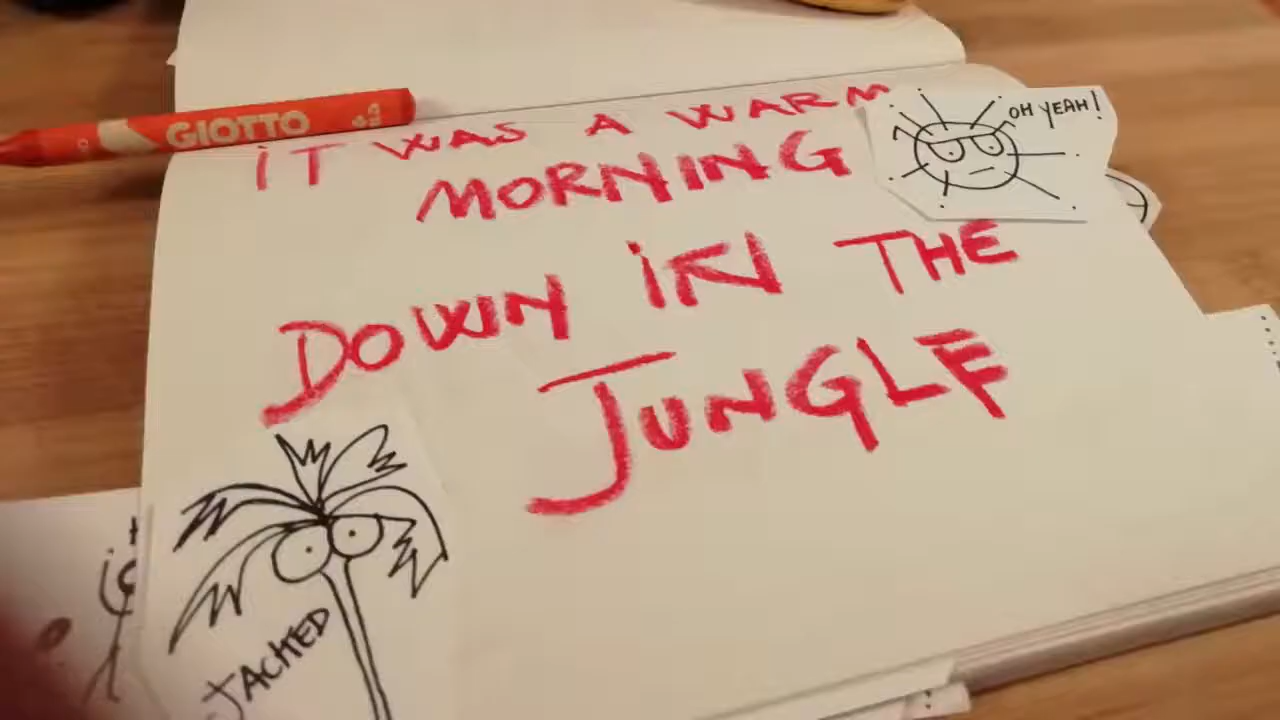 GIOTTO
IT WAS A WARM
MORNING
OH YEAH!
DOWN IN THE
JUNGLE
JACKED